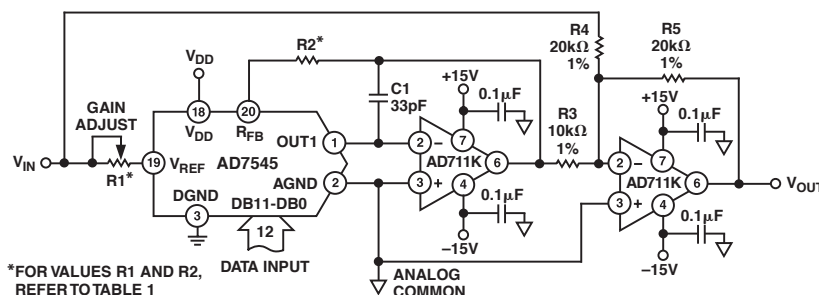 R4
20kΩ
1%
R5
20kΩ
1%
R2*
VDD
C1
33pF
+15V
0.1µF
+15V
0.1µF
GAIN
ADJUST
18
VDD
20
RFB
OUT1
1
2
–
7
AD711K
6
R3
10kΩ
1%
2
–
7
AD711K
6
VOUT
VIN
R1*
19
VREF
AD7545
AGND
2
3
+
4
0.1µF
3
+
4
0.1µF
DGND
3
DB11-DB0
12
DATA INPUT
–15V
–15V
ANALOG
COMMON
*FOR VALUES R1 AND R2,
REFER TO TABLE 1